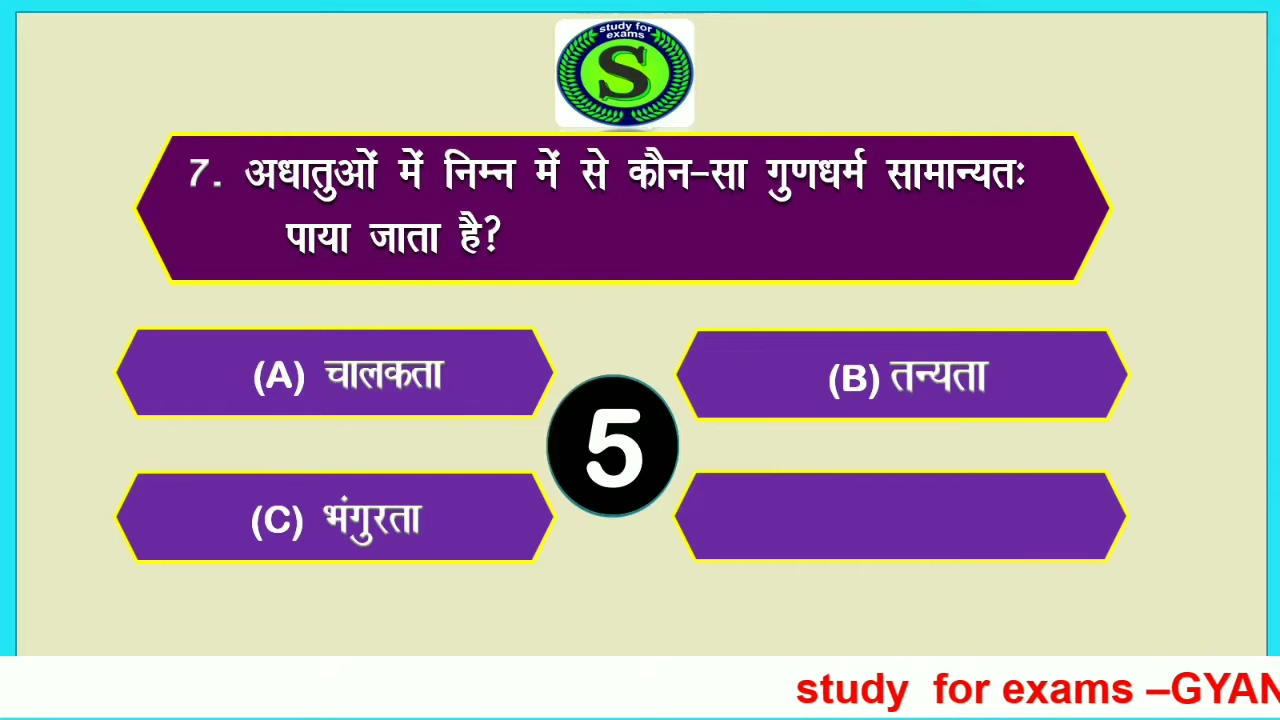 study for
exams
S
7. अधातुओं में निम्न में से कौन-सा गुणधर्म सामान्यतः
पाया जाता है?
(A) चालकता
(B) तन्यता
5
(C) भंगुरता
study for exams –GYAN